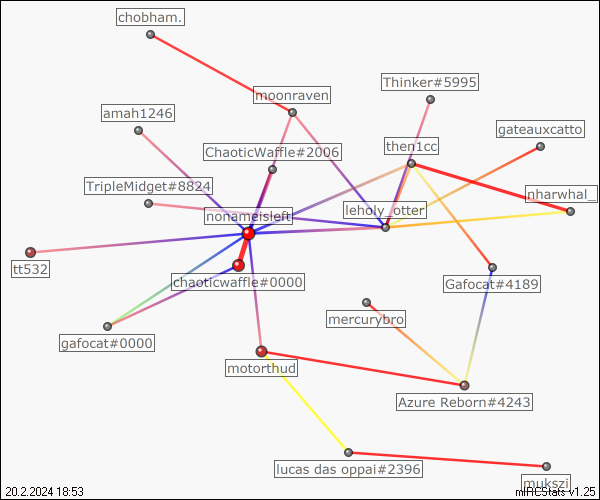 chobham.
Thinker#5995
moonraven
amah1246
gateauxcatto
then1cc
ChaoticWaffle#2006
TripleMidget#8824
nharwhal_
leholy_otter
nonameisleft
tt532
chaoticwaffle#0000
Gafocat#4189
mercurybro
gafocat#0000
motorthud
Azure Reborn#4243
lucas das oppai#2396
mukszi
20.2.2024 18:53
mIRCStats v1.25